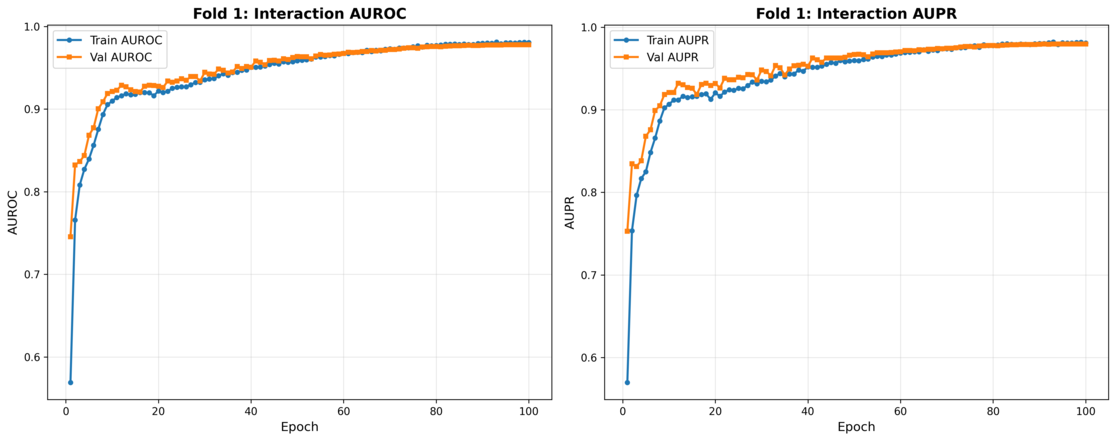 Fold 1: Interaction AUROC
Train AUROC
Val AUROC
AUROC
1.0
0.9
0.8
0.7
0.6
0
20
40
60
80
100
Epoch
Fold 1: Interaction AUPR
Train AUPR
Val AUPR
AUPR
1.0
0.9
0.8
0.7
0.6
0
20
40
60
80
100
Epoch